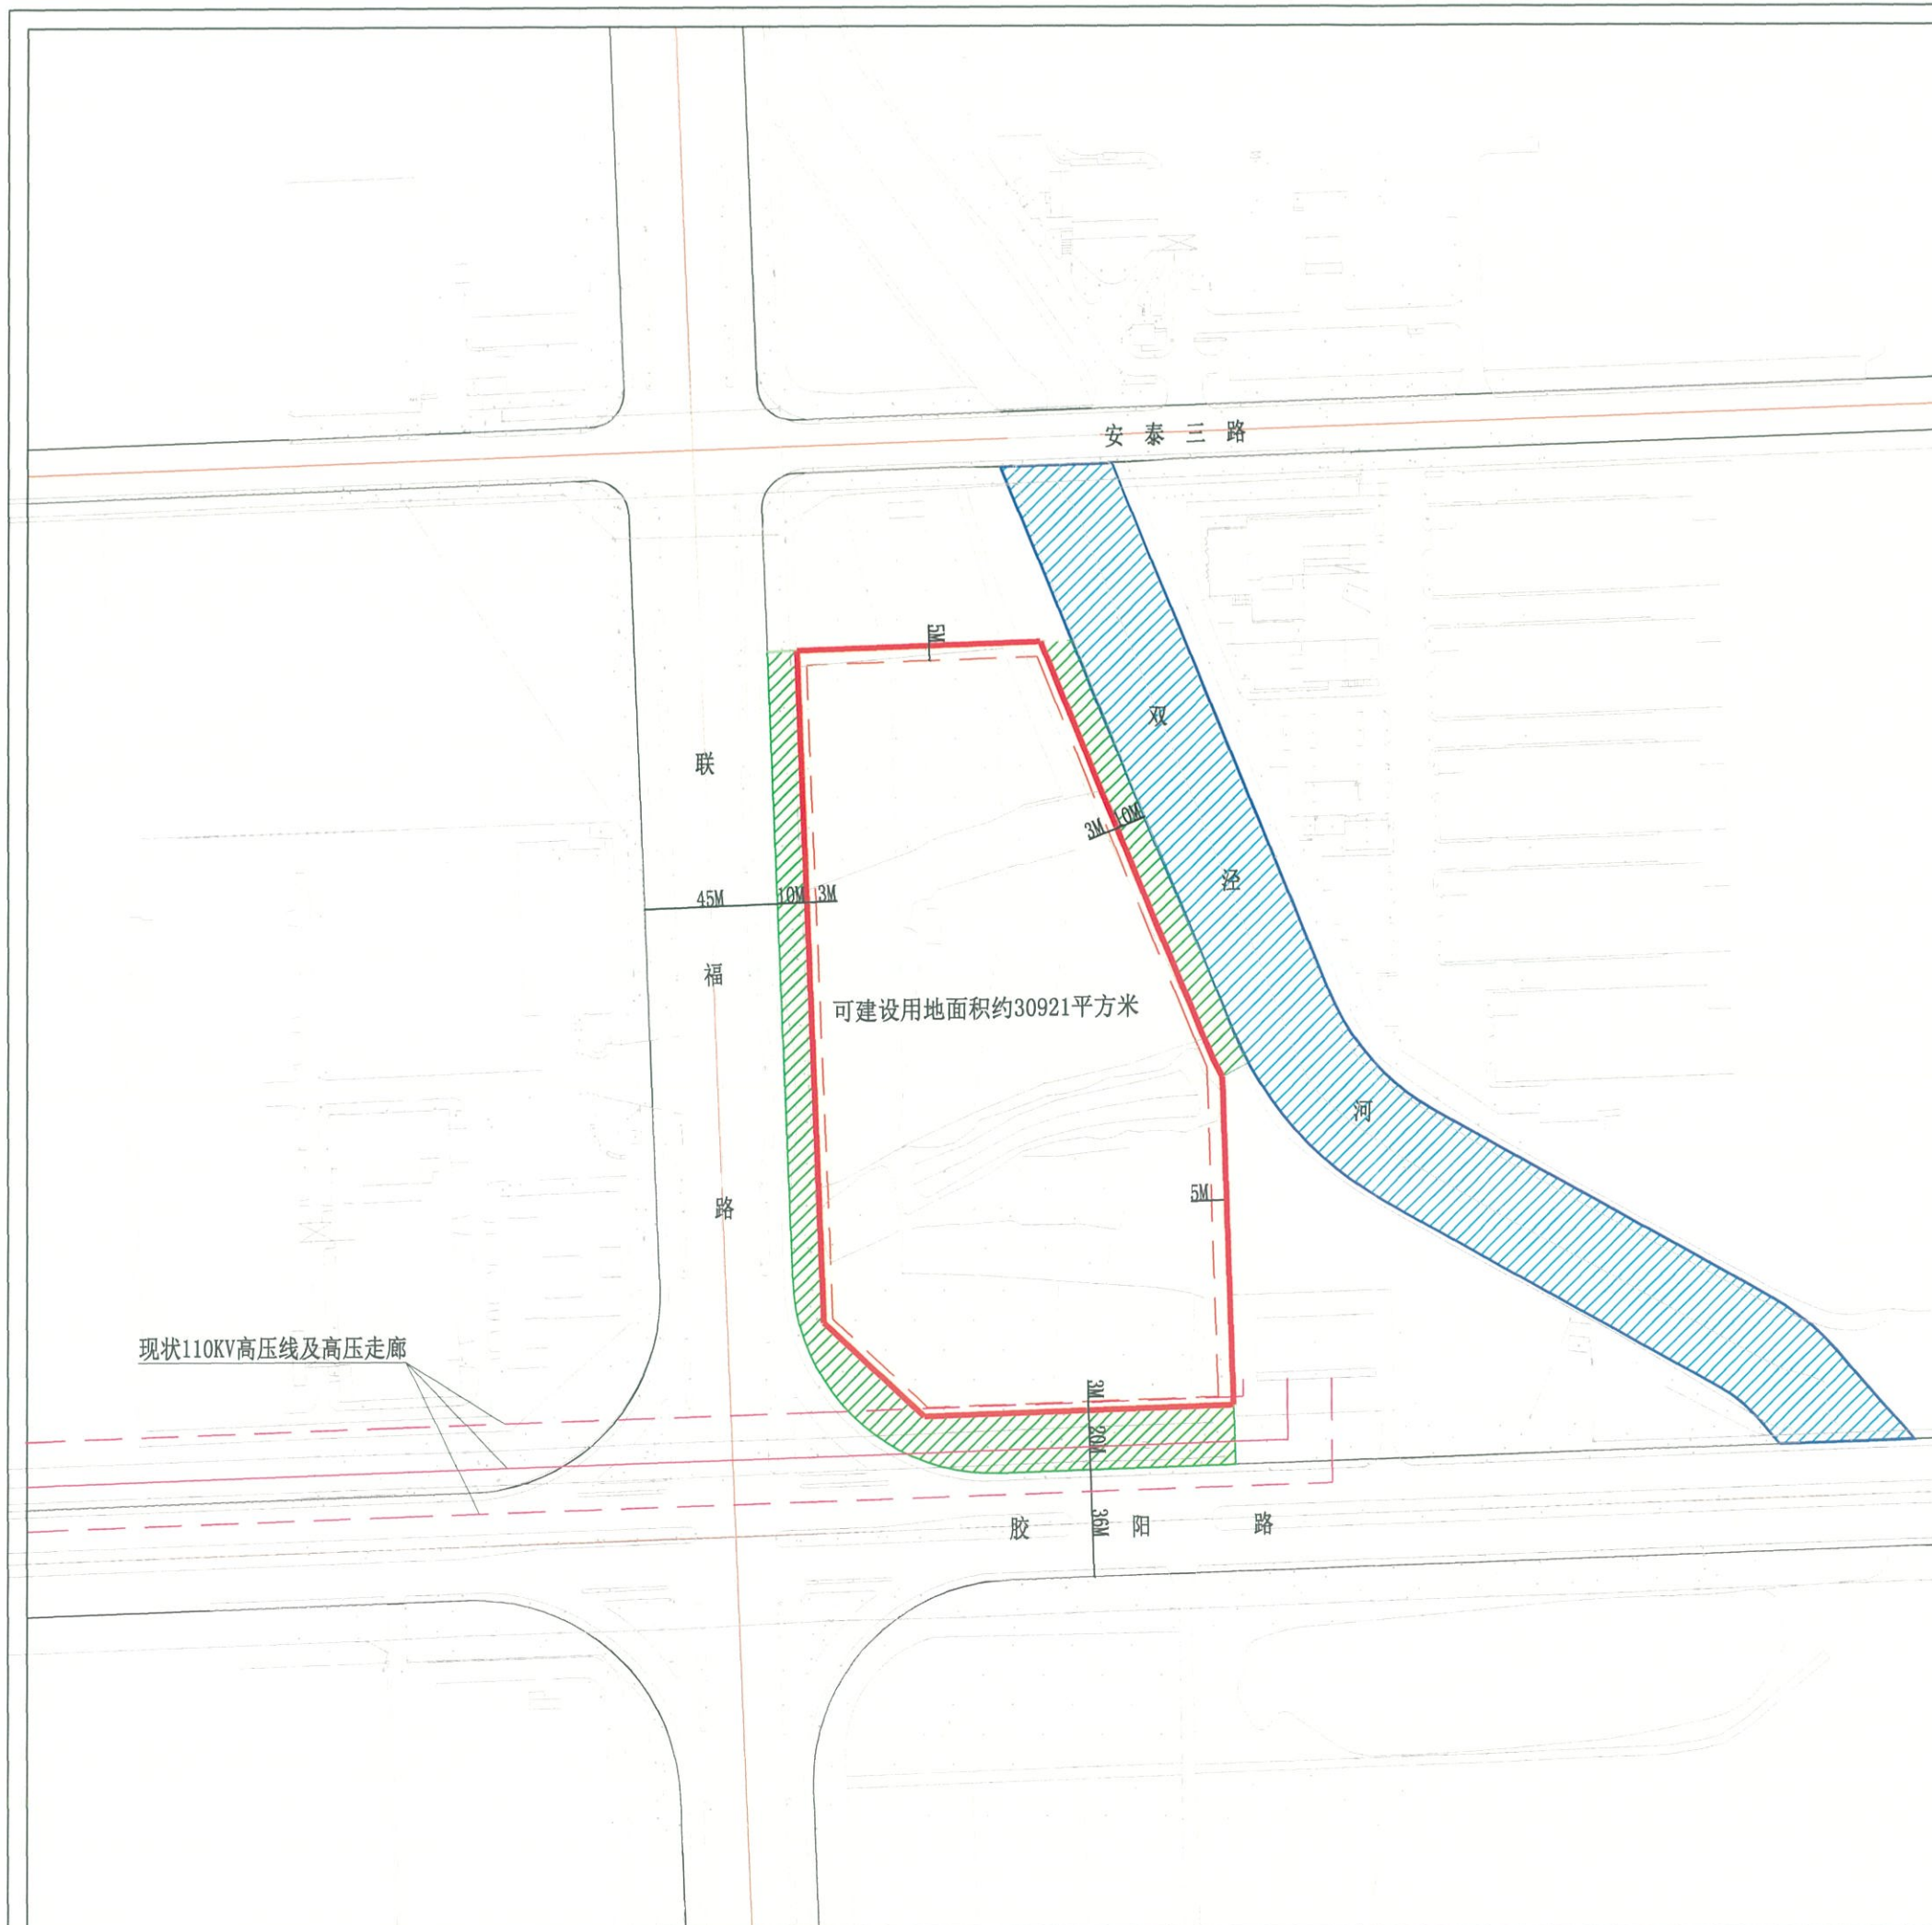 安泰三路
5M
双泾河
联福路
3M 10M
45M 10M 3M
可建设用地面积约30921平方米
5M
现状110KV高压线及高压走廊
3M
20M
36M
胶阳路